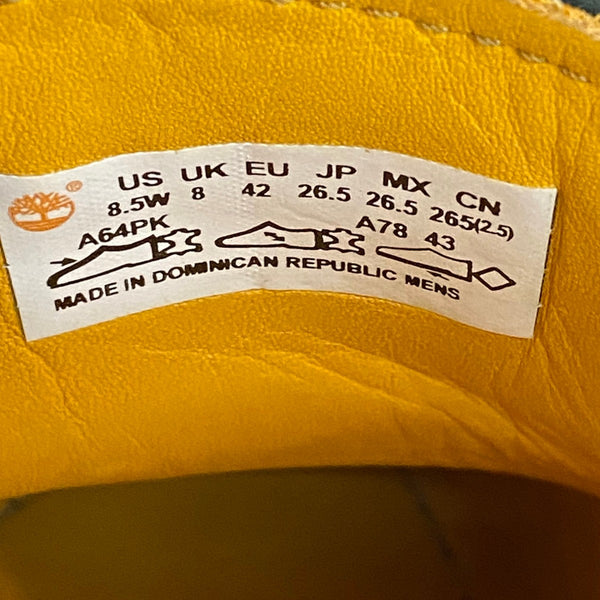 ®
US UK EU JP MX CN
8.5W 8 42 26.5 26.5 265(2.5)
A64PK A78 43
MADE IN DOMINICAN REPUBLIC MENS